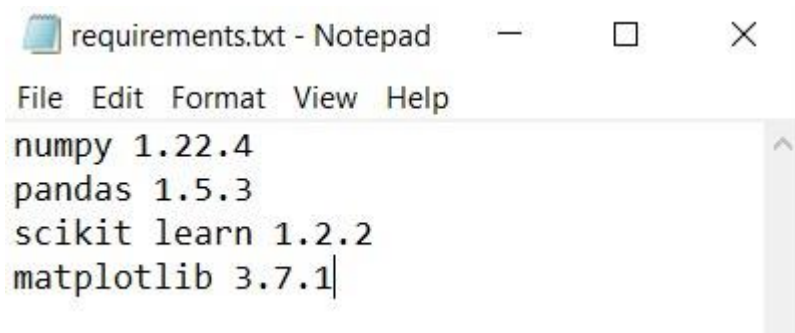 requirements.txt - Notepad
File Edit Format View Help
numpy 1.22.4
pandas 1.5.3
scikit learn 1.2.2
matplotlib 3.7.1